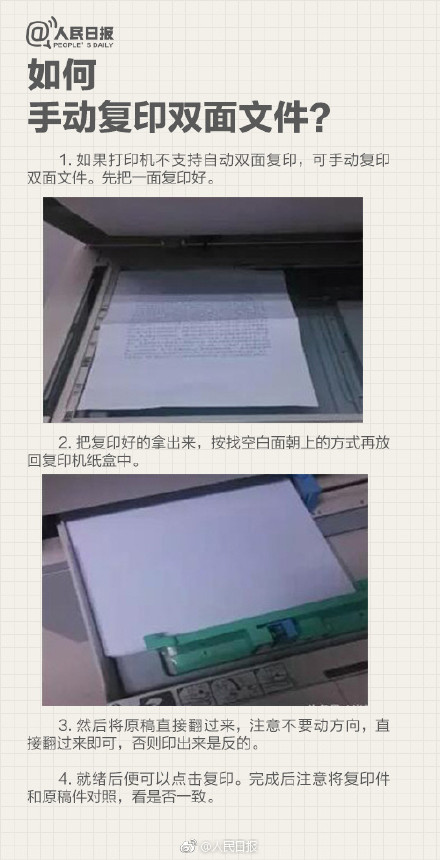 @人民日报
PEOPLE'S DAILY
如何
手动复印双面文件?
1. 如果打印机不支持自动双面复印，可手动复印
双面文件。先把一面复印好。
2. 把复印好的拿出来，按找空白面朝上的方式再放
回复印机纸盒中。
3. 然后将原稿直接翻过来，注意不要动方向，直
接翻过来即可，否则印出来是反的。
4. 就绪后便可以点击复印。完成后注意将复印件
和原稿件对照，看是否一致。
@人民日报